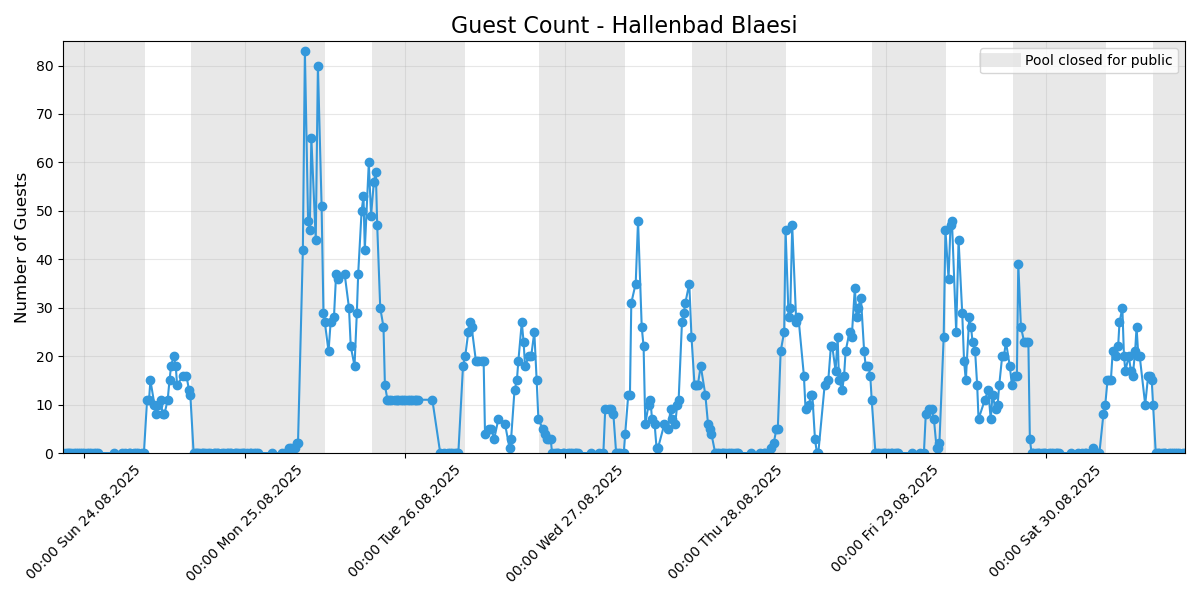 Guest Count - Hallenbad Blaesi
Pool closed for public
Number of Guests
80
70
60
50
40
30
20
10
0
00:00 Sun 24.08.2025
00:00 Mon 25.08.2025
00:00 Tue 26.08.2025
00:00 Wed 27.08.2025
00:00 Thu 28.08.2025
00:00 Fri 29.08.2025
00:00 Sat 30.08.2025